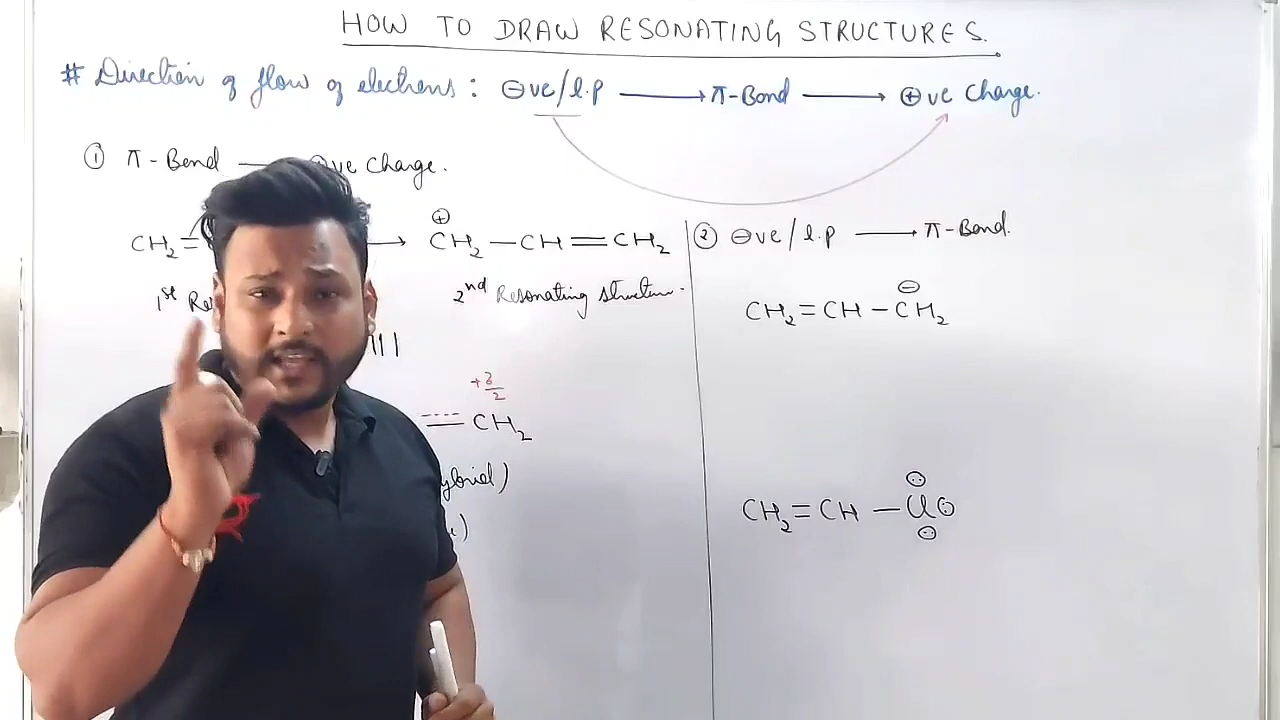 HOW TO DRAW RESONATING STRUCTURES.
# Direction of flow of electrons : ⊖ve/l.p ⟶ π-Bond ⟶ ⊕ve Charge.
① π-Bond ⟶ ⊕ve Charge.
CH₂= ⟶ ⊕CH₂—CH=CH₂
1st Re
2nd Resonating structure.
+δ/2
=CH₂
② ⊖ve/l.p ⟶ π-Bond.
CH₂=CH—CH₂⊖
CH₂=CH—Cl